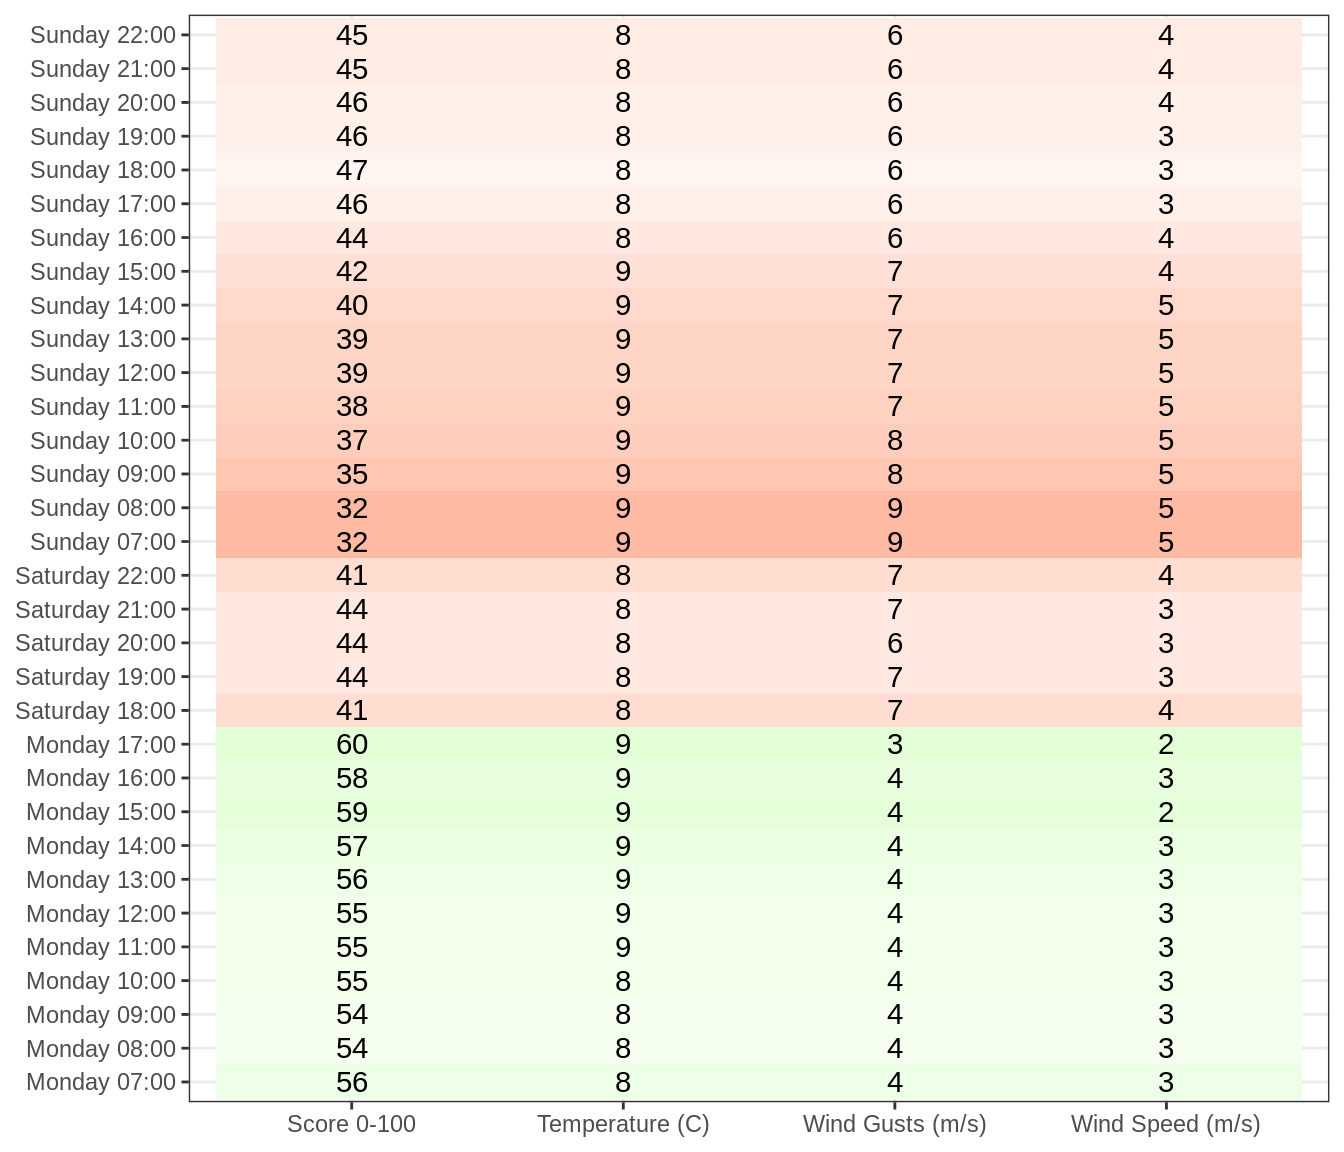 Sunday 22:00 45 8 6 4
Sunday 21:00 45 8 6 4
Sunday 20:00 46 8 6 4
Sunday 19:00 46 8 6 3
Sunday 18:00 47 8 6 3
Sunday 17:00 46 8 6 3
Sunday 16:00 44 8 6 4
Sunday 15:00 42 9 7 4
Sunday 14:00 40 9 7 5
Sunday 13:00 39 9 7 5
Sunday 12:00 39 9 7 5
Sunday 11:00 38 9 7 5
Sunday 10:00 37 9 8 5
Sunday 09:00 35 9 8 5
Sunday 08:00 32 9 9 5
Sunday 07:00 32 9 9 5
Saturday 22:00 41 8 7 4
Saturday 21:00 44 8 7 3
Saturday 20:00 44 8 6 3
Saturday 19:00 44 8 7 3
Saturday 18:00 41 8 7 4
Monday 17:00 60 9 3 2
Monday 16:00 58 9 4 3
Monday 15:00 59 9 4 2
Monday 14:00 57 9 4 3
Monday 13:00 56 9 4 3
Monday 12:00 55 9 4 3
Monday 11:00 55 9 4 3
Monday 10:00 55 8 4 3
Monday 09:00 54 8 4 3
Monday 08:00 54 8 4 3
Monday 07:00 56 8 4 3
Score 0-100 Temperature (C) Wind Gusts (m/s) Wind Speed (m/s)